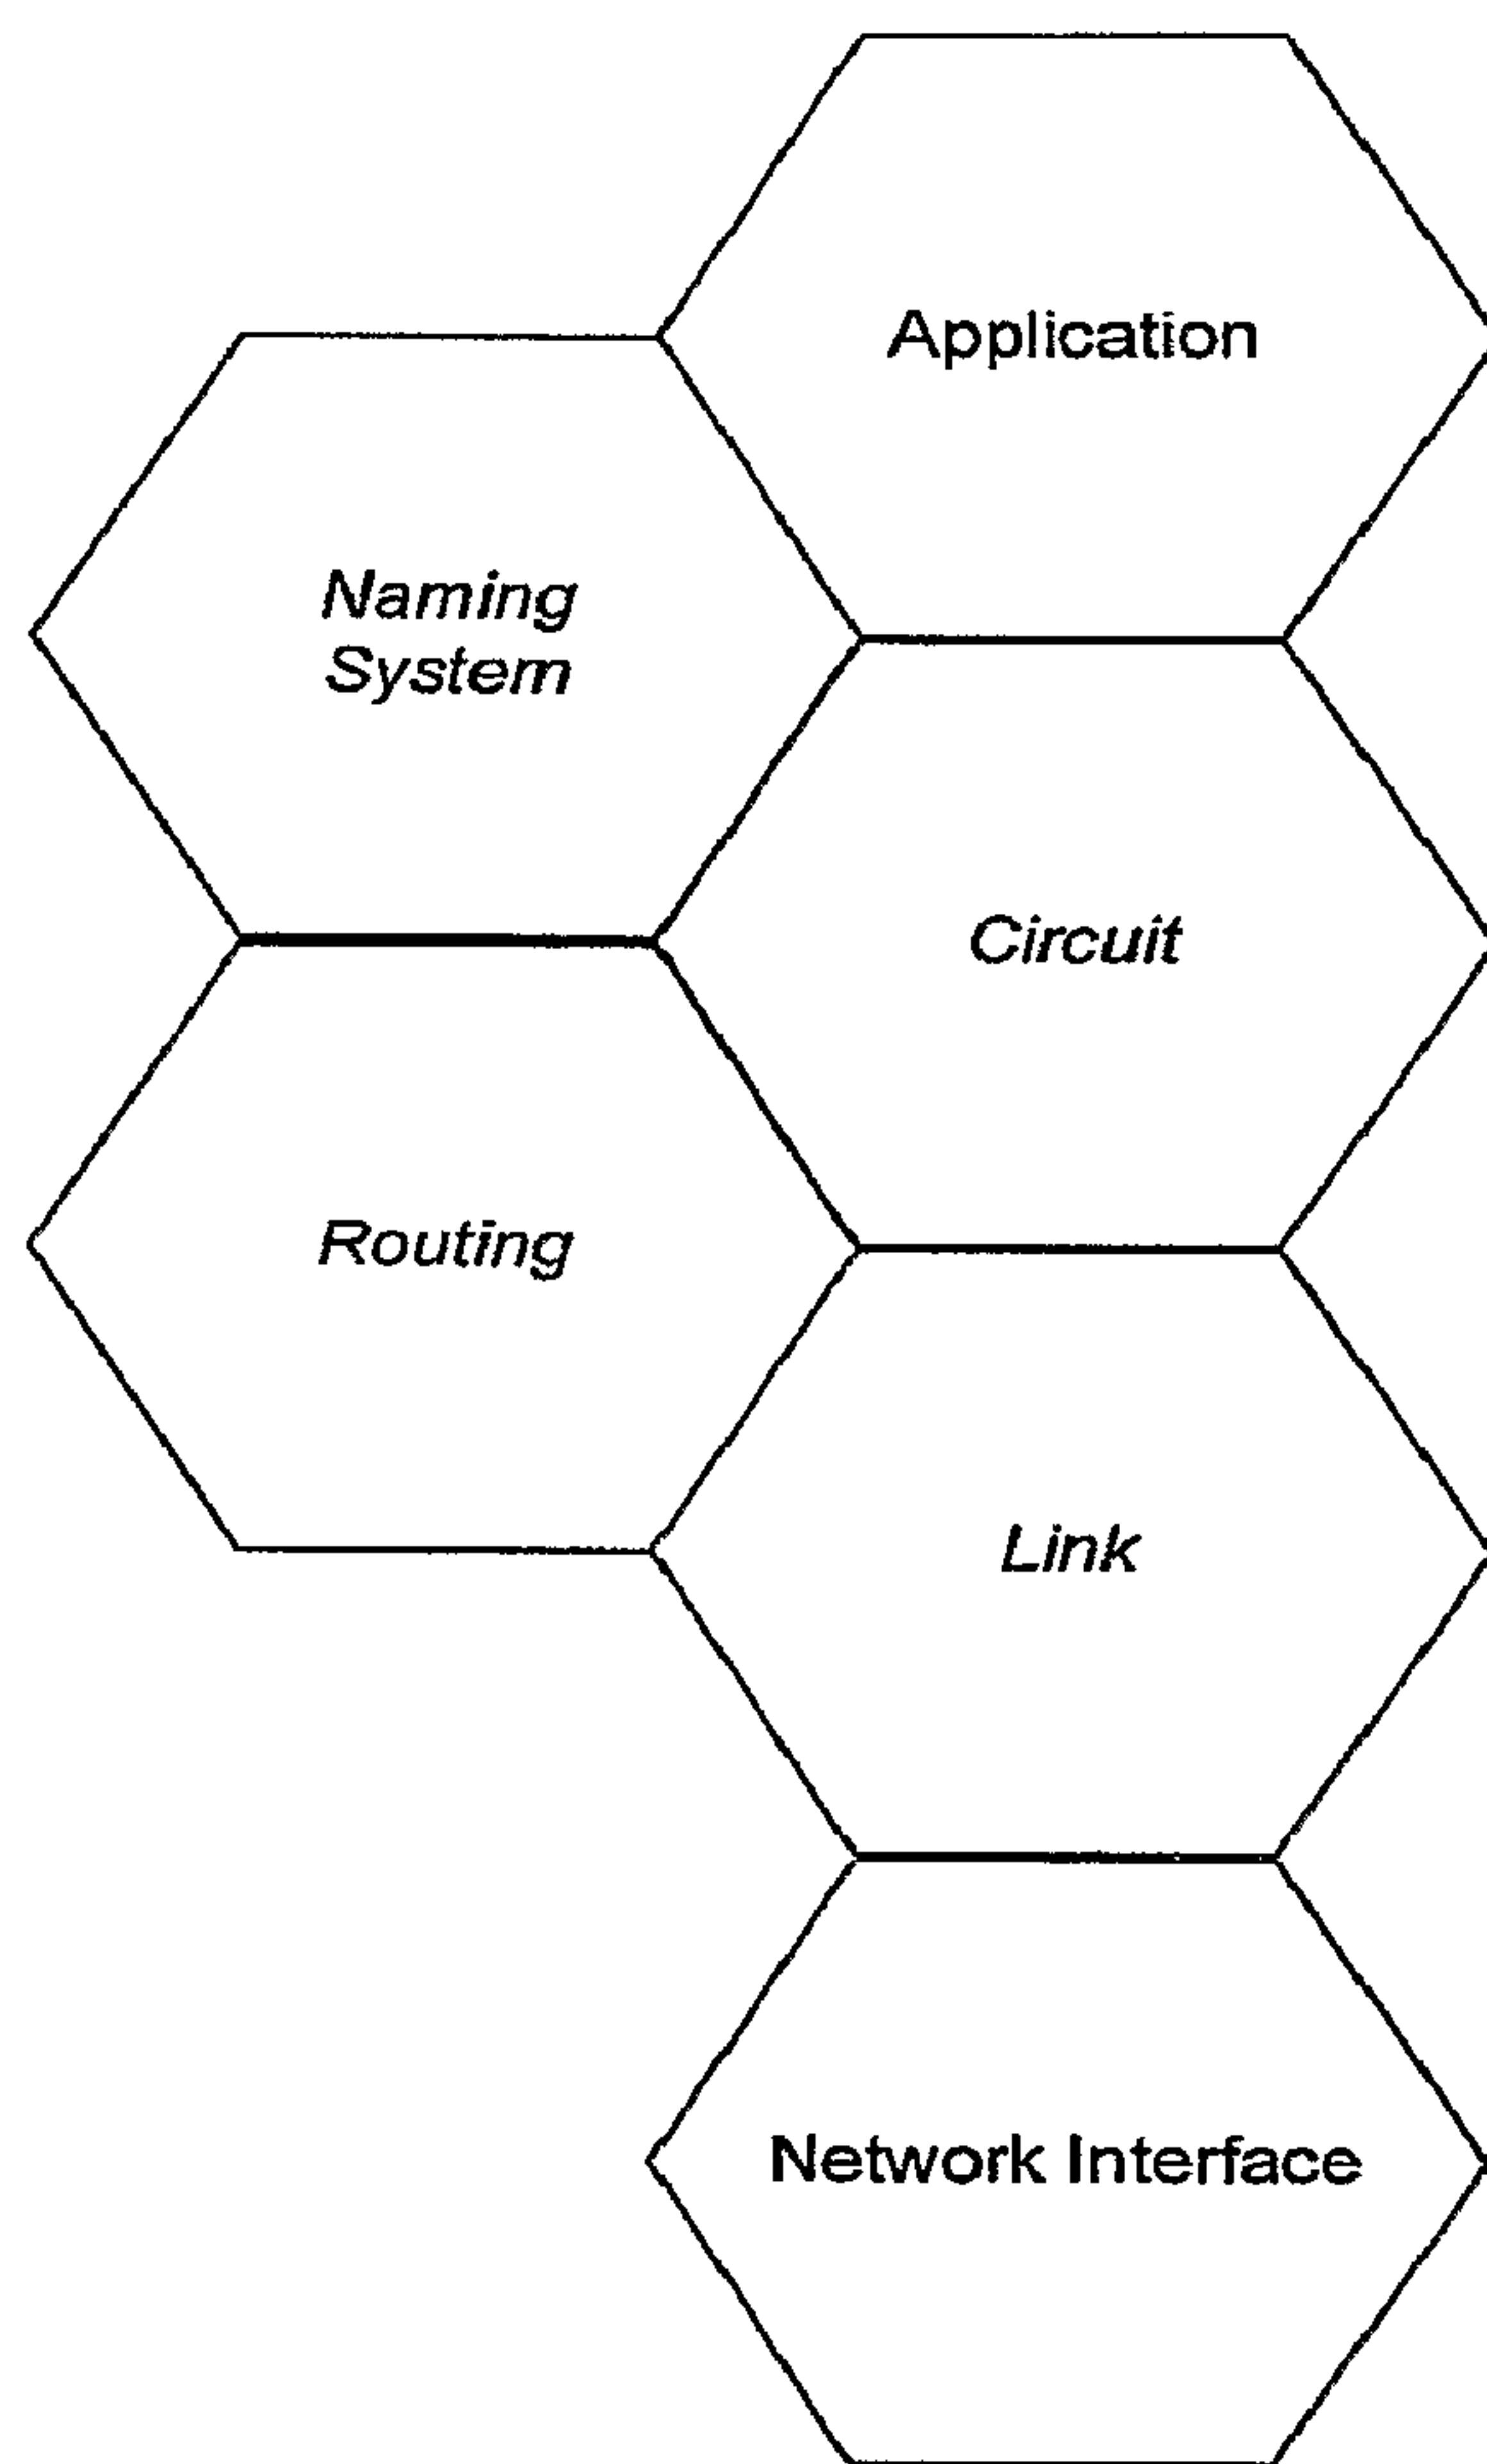 Application
Naming
System
Circuit
Routing
Link
Network Interface